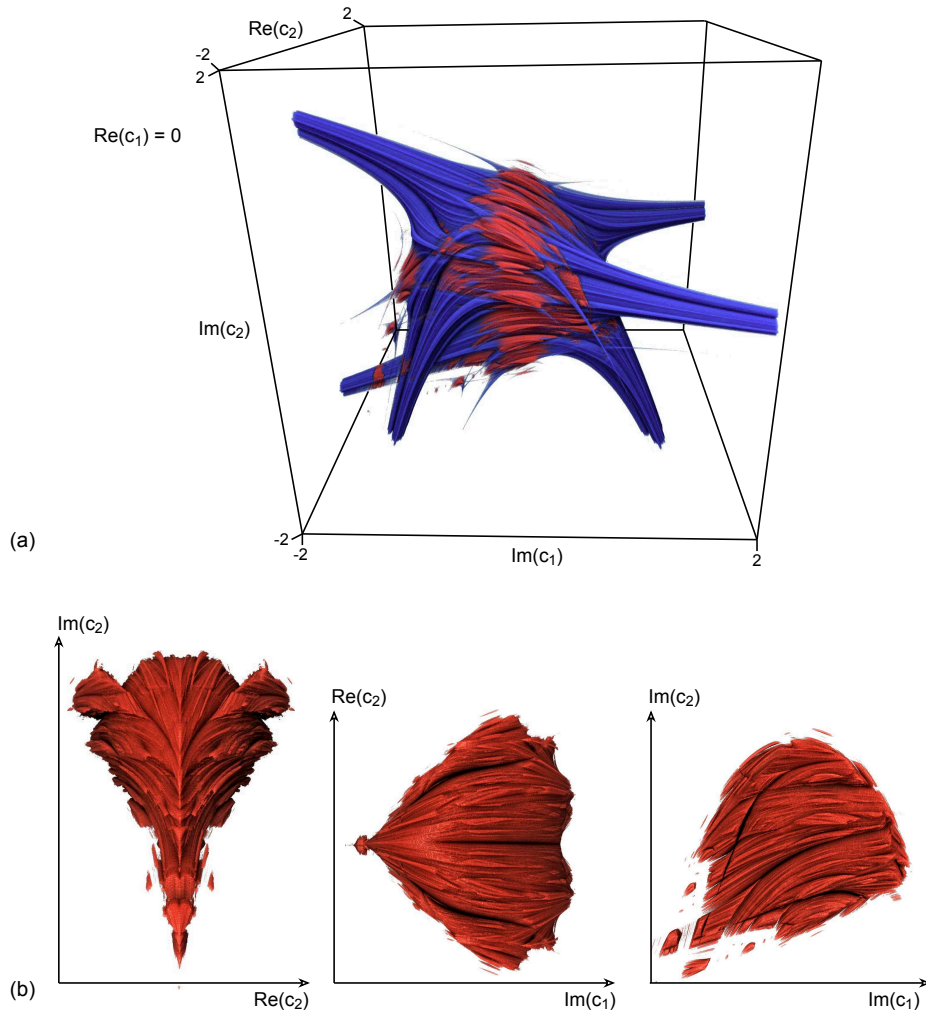 Re(c₂)
2
-2
2
Re(c₁) = 0
Im(c₂)
-2
-2
Im(c₁)
2
(a)
Im(c₂)
Re(c₂)
Re(c₂)
Im(c₁)
Im(c₂)
Im(c₁)
(b)